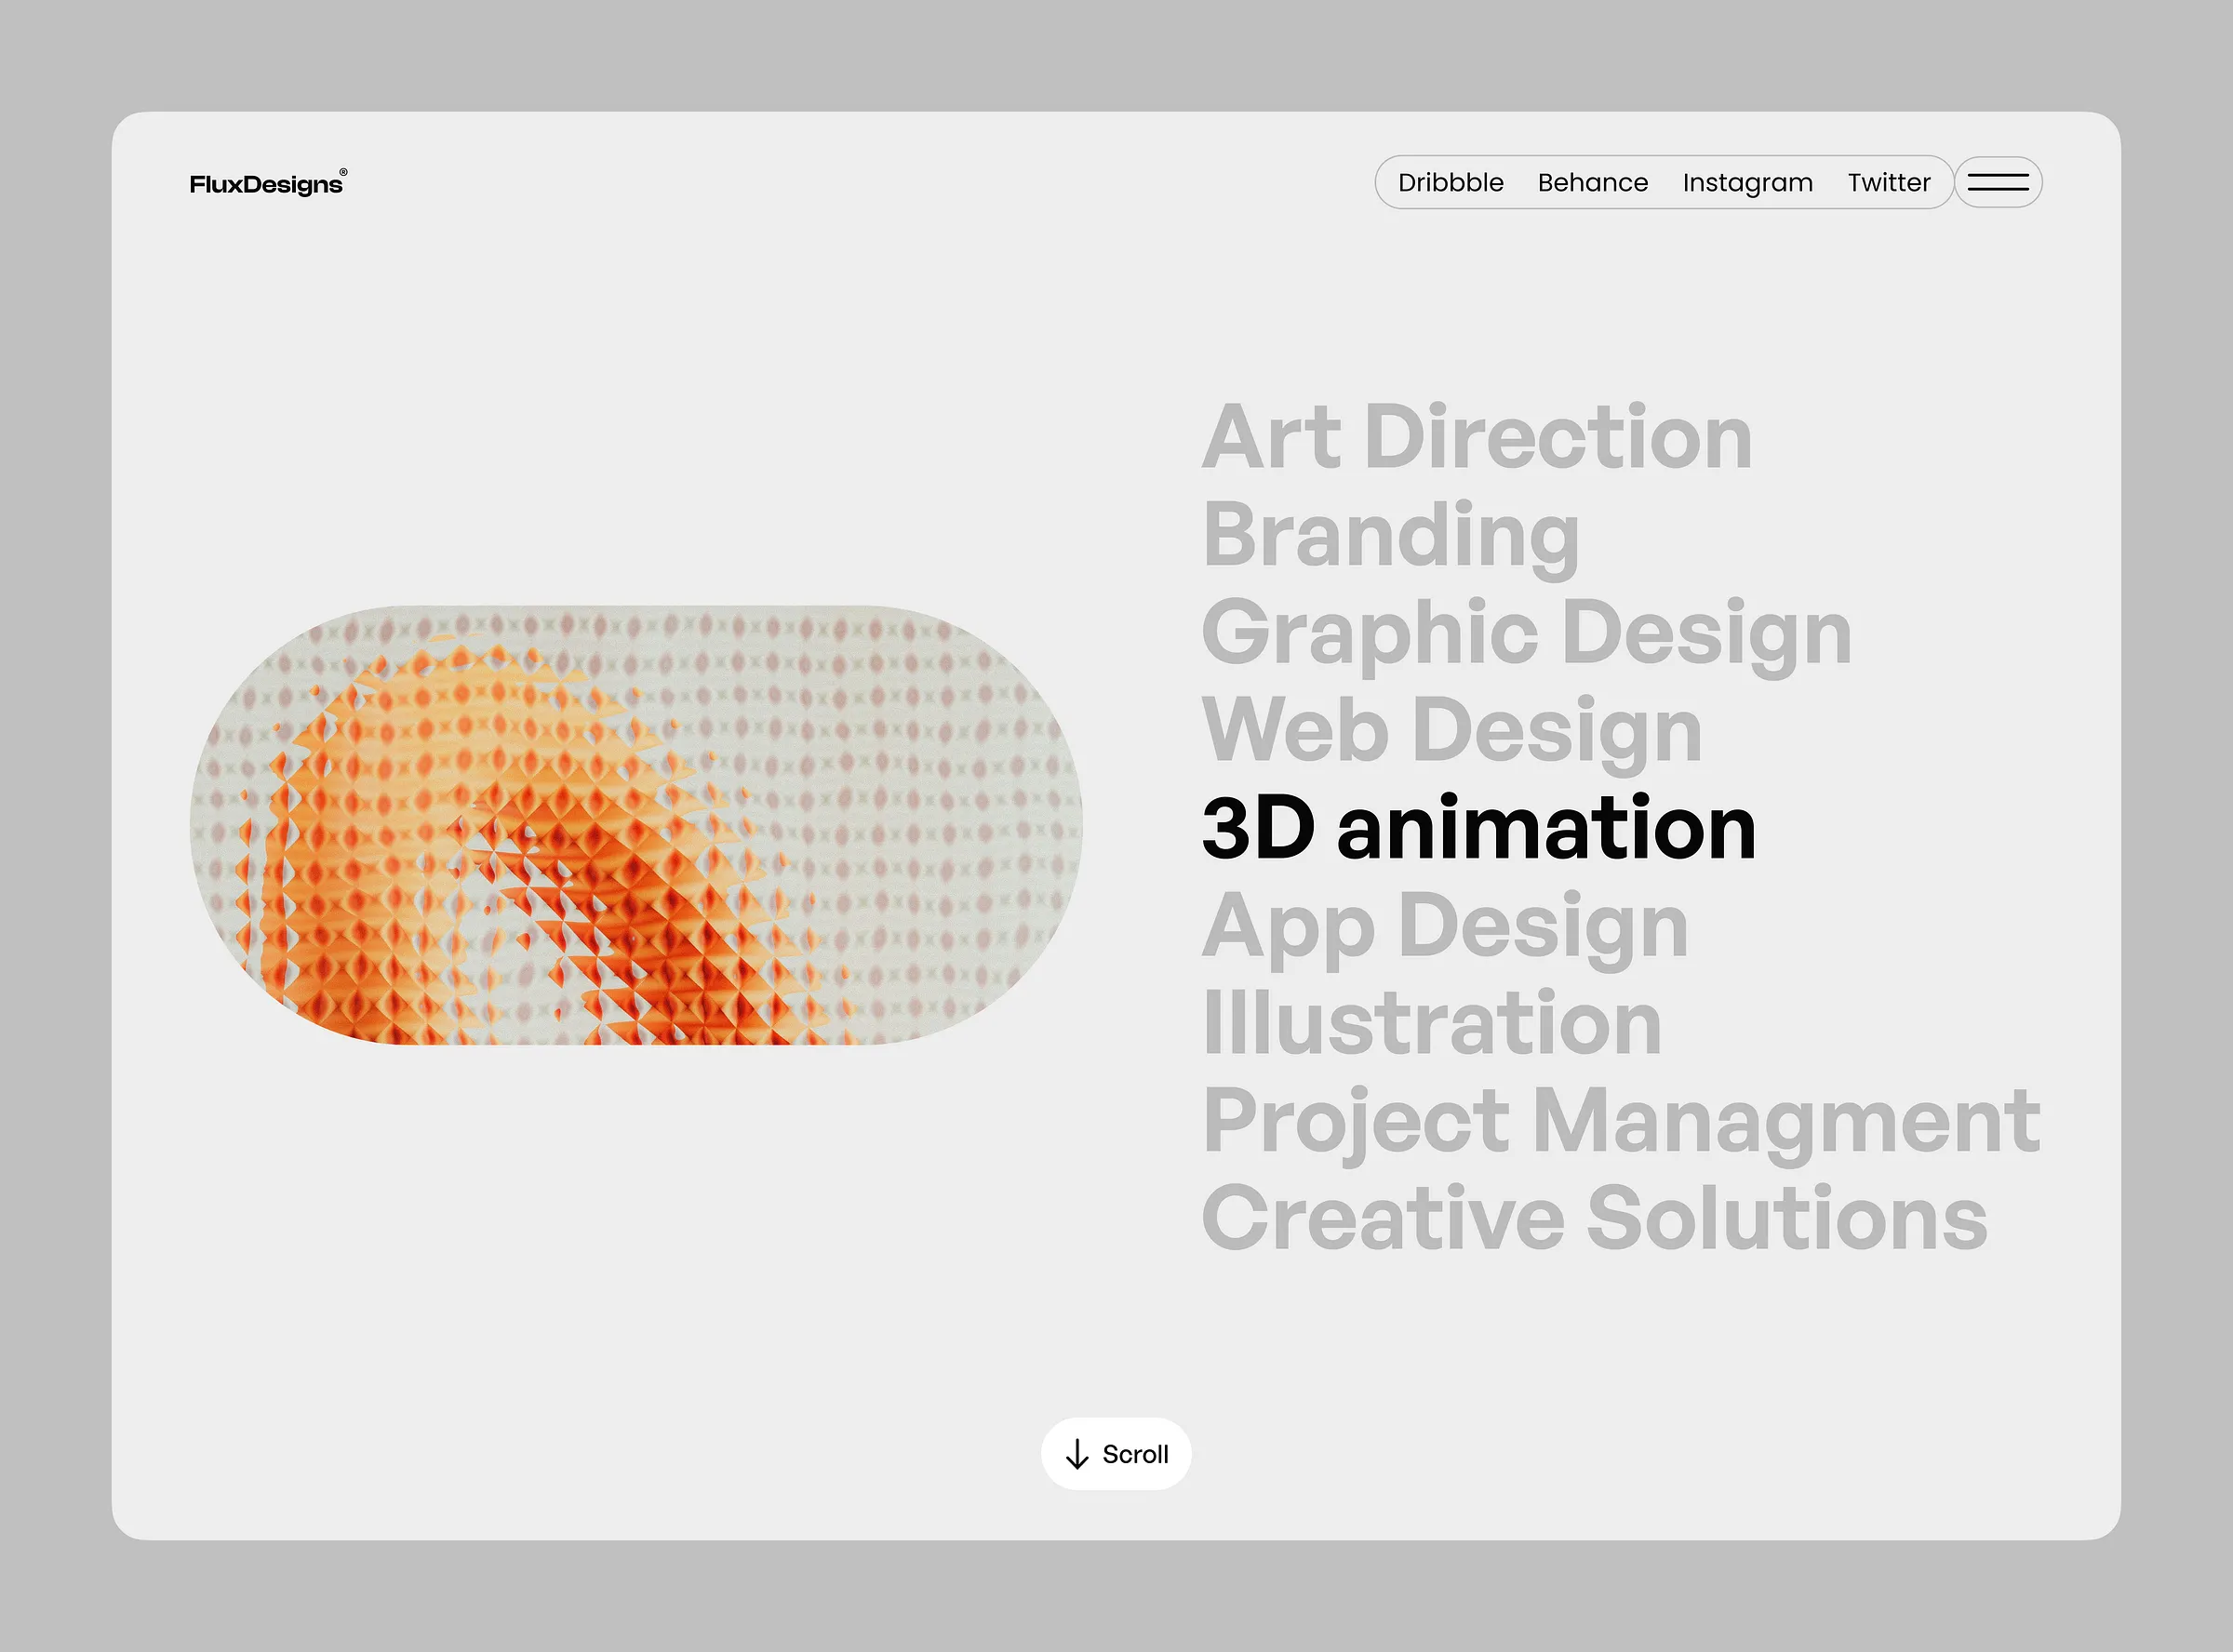 FluxDesigns®
Dribbble Behance Instagram Twitter
Art Direction
Branding
Graphic Design
Web Design
3D animation
App Design
Illustration
Project Managment
Creative Solutions
Scroll